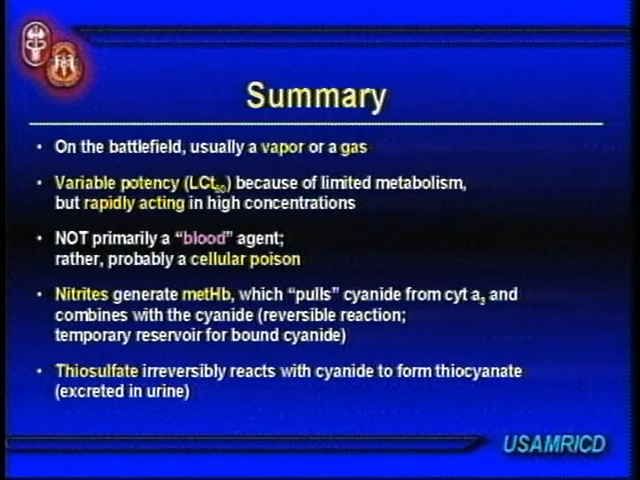 Summary
• On the battlefield, usually a vapor or a gas
• Variable potency (LCt50) because of limited metabolism,
but rapidly acting in high concentrations
• NOT primarily a “blood” agent;
rather, probably a cellular poison
• Nitrites generate metHb, which “pulls” cyanide from cyt a3 and
combines with the cyanide (reversible reaction;
temporary reservoir for bound cyanide)
• Thiosulfate irreversibly reacts with cyanide to form thiocyanate
(excreted in urine)
USAMRICD